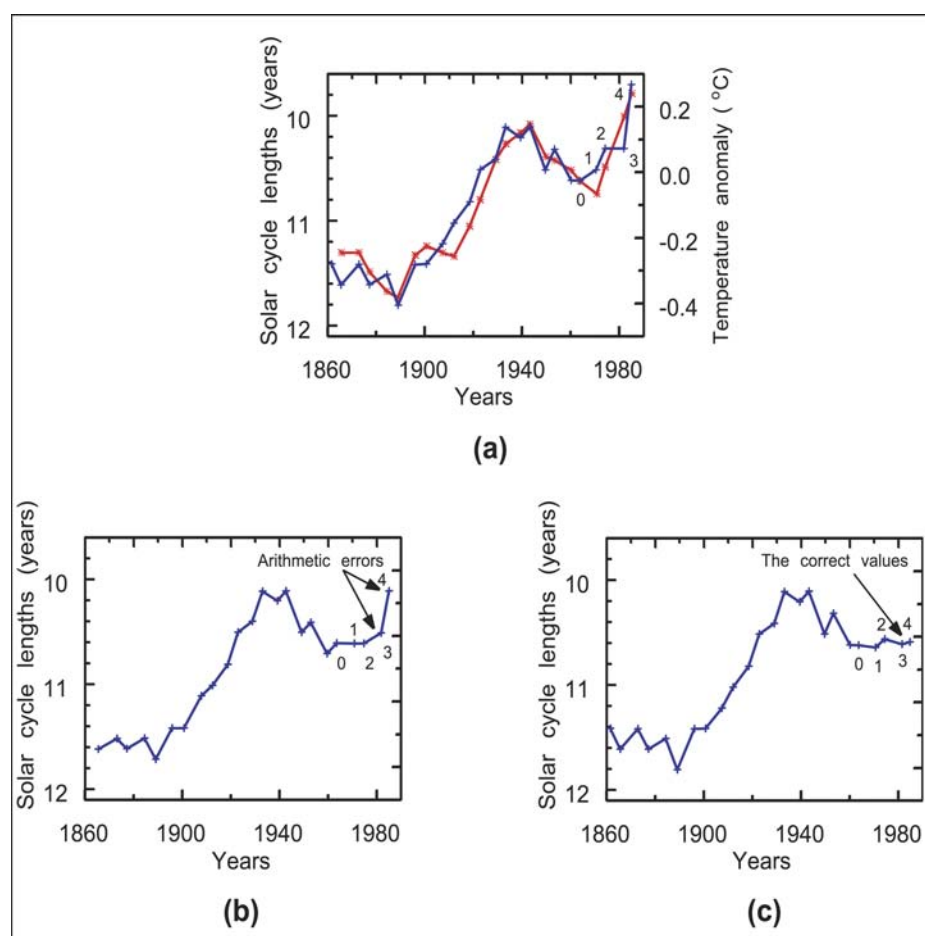 Solar cycle lengths (years)
10
11
12
1860 1900 1940 1980
Years
0.2
0.0
-0.2
-0.4
Temperature anomaly ( °C)
4
2
1
3
0
(a)
Solar cycle lengths (years)
10
11
12
1860 1900 1940 1980
Years
Arithmetic errors
4
1
3
0 2
(b)
Solar cycle lengths (years)
10
11
12
1860 1900 1940 1980
Years
The correct values
2 4
0 1 3
(c)